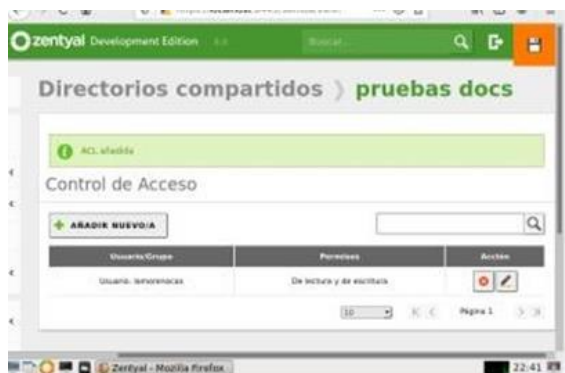 zentyal Development Edition
Buscar...
Directorios compartidos pruebas docs
ACL añadida
Control de Acceso
AÑADIR NUEVO/A
Usuario/Grupo Permisos Acción
Usuario: De lectura y de escritura
10 Página 1
Zentyal - Mozilla Firefox
22:41